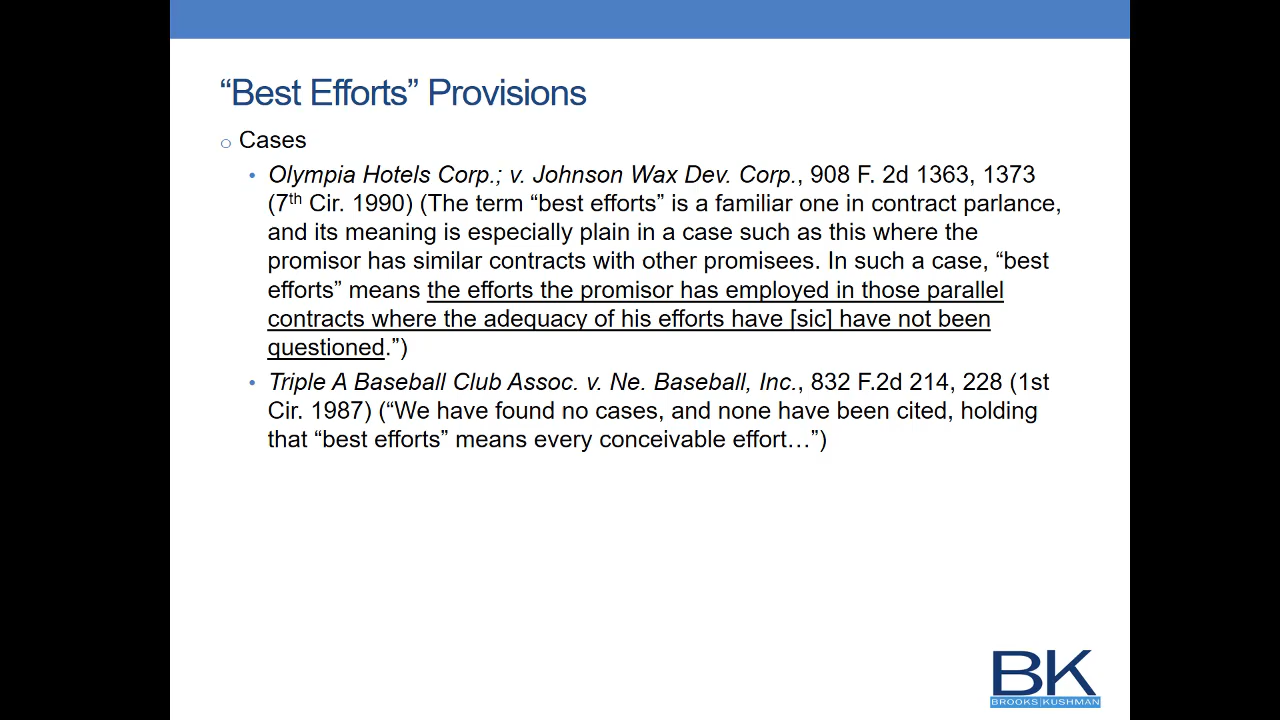 “Best Efforts” Provisions
Cases
Olympia Hotels Corp.; v. Johnson Wax Dev. Corp., 908 F. 2d 1363, 1373
(7th Cir. 1990) (The term “best efforts” is a familiar one in contract parlance,
and its meaning is especially plain in a case such as this where the
promisor has similar contracts with other promisees. In such a case, “best
efforts” means the efforts the promisor has employed in those parallel
contracts where the adequacy of his efforts have [sic] have not been
questioned.”)
Triple A Baseball Club Assoc. v. Ne. Baseball, Inc., 832 F.2d 214, 228 (1st
Cir. 1987) (“We have found no cases, and none have been cited, holding
that “best efforts” means every conceivable effort…”)
BK
BROOKS|KUSHMAN